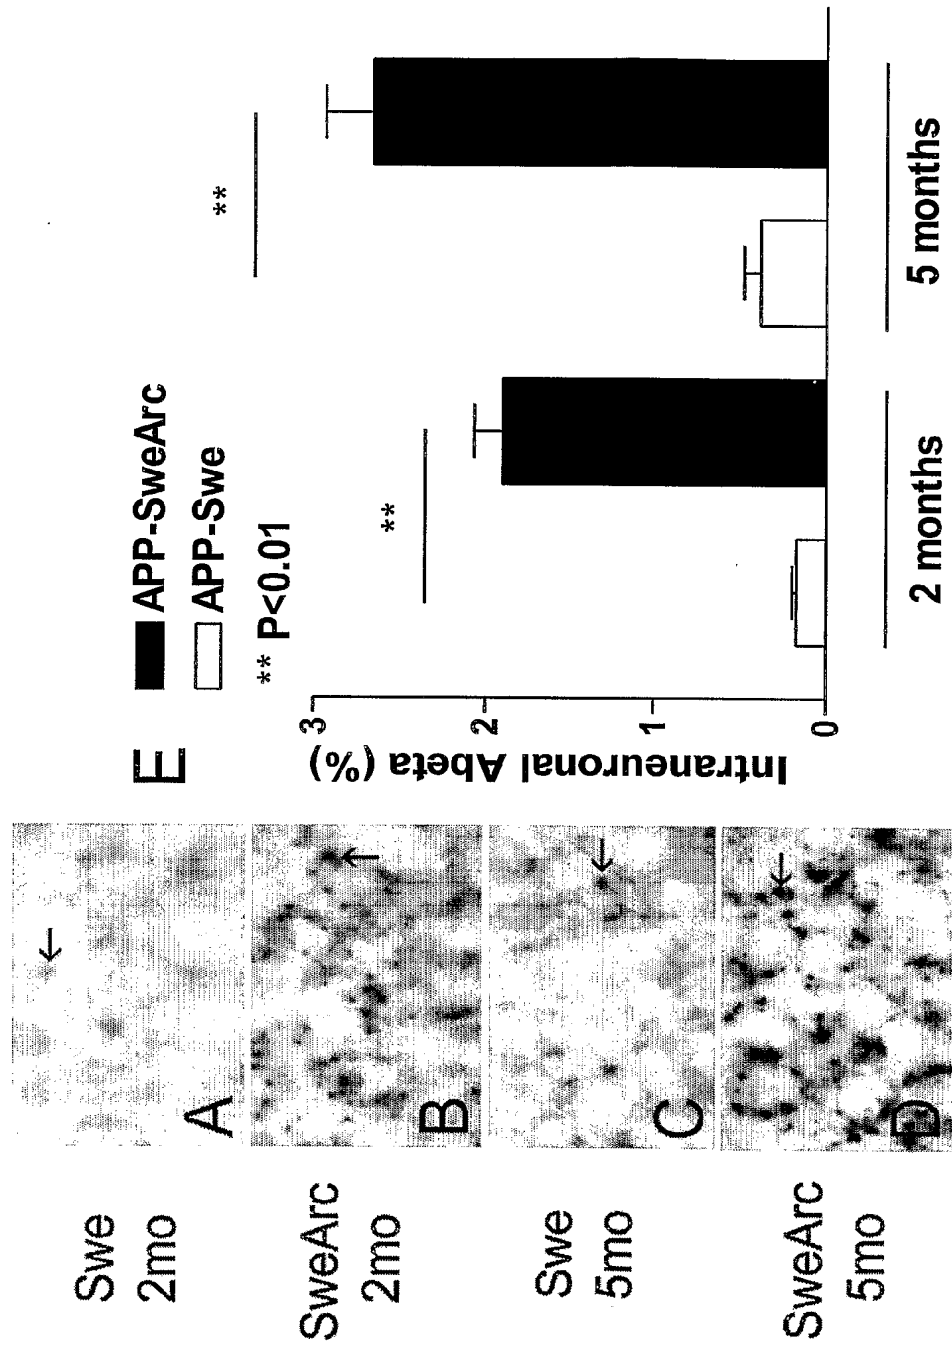 Swe
2mo
A
SweArc
2mo
B
Swe
5mo
C
SweArc
5mo
D
E
APP-SweArc
APP-Swe
** P<0.01
Intraneuronal Abeta (%)
3
2
1
0
**
**
2 months
5 months